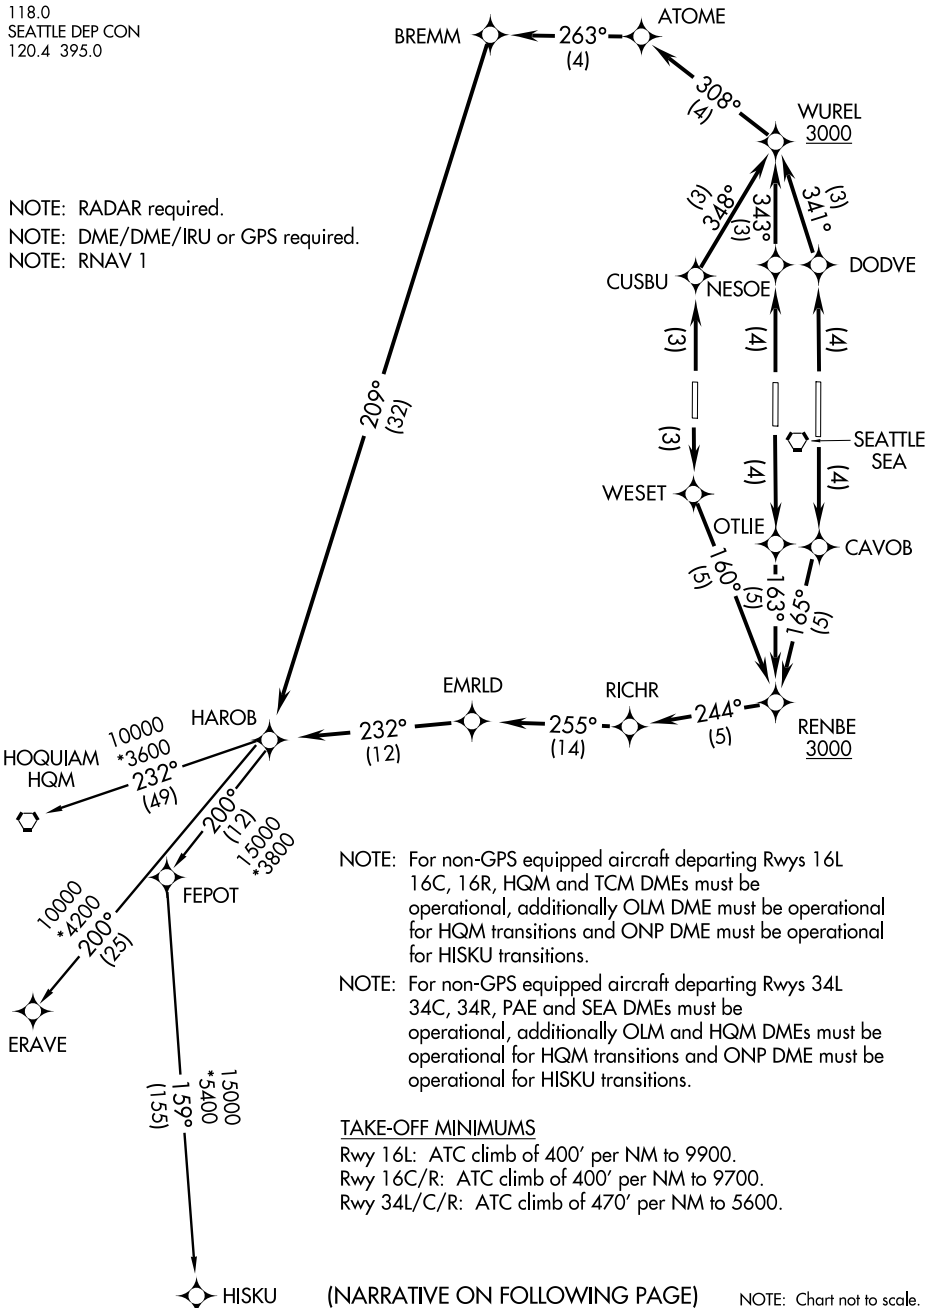 118.0
SEATTLE DEP CON
120.4 395.0
BREMM
263°
(4)
ATOME
308°
(4)
WUREL
3000
NOTE: RADAR required.
NOTE: DME/DME/IRU or GPS required.
NOTE: RNAV 1
(3)
348°
(3)
343°
(3)
341°
CUSBU
NESOE
DODVE
(3)
(4)
(4)
209°
(32)
(3)
(4)
(4)
SEATTLE
SEA
WESET
OTLIE
CAVOB
160°
(5)
(5)
163°
165°
(5)
HAROB
EMRLD
RICHR
RENBE
3000
232°
(12)
255°
(14)
244°
(5)
HOQUIAM
HQM
10000
*3600
232°
(49)
200°
(12)
15000
*3800
FEPOT
10000
*4200
200°
(25)
ERAVE
15000
*5400
159°
(155)
HISKU
NOTE: For non-GPS equipped aircraft departing Rwys 16L
16C, 16R, HQM and TCM DMEs must be
operational, additionally OLM DME must be operational
for HQM transitions and ONP DME must be operational
for HISKU transitions.
NOTE: For non-GPS equipped aircraft departing Rwys 34L
34C, 34R, PAE and SEA DMEs must be
operational, additionally OLM and HQM DMEs must be
operational for HQM transitions and ONP DME must be
operational for HISKU transitions.
TAKE-OFF MINIMUMS
Rwy 16L: ATC climb of 400' per NM to 9900.
Rwy 16C/R: ATC climb of 400' per NM to 9700.
Rwy 34L/C/R: ATC climb of 470' per NM to 5600.
(NARRATIVE ON FOLLOWING PAGE)
NOTE: Chart not to scale.